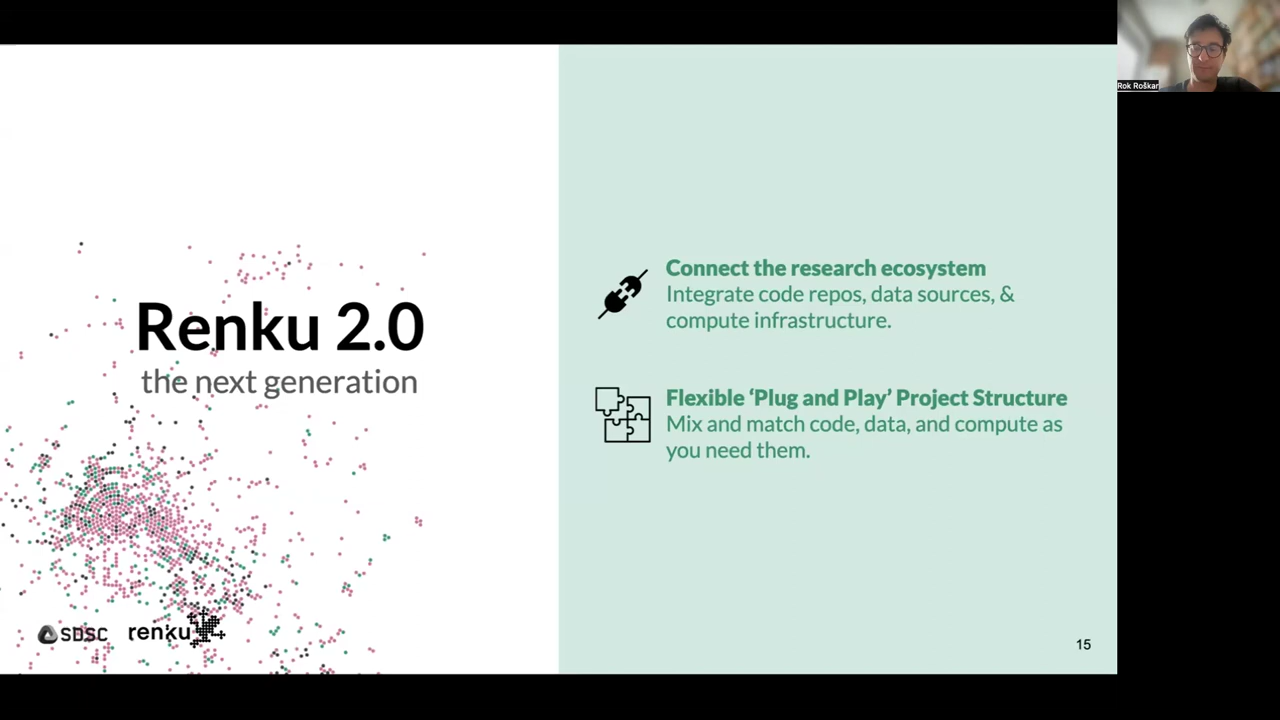 Rok Roškar
Renku 2.0
the next generation
Connect the research ecosystem
Integrate code repos, data sources, &
compute infrastructure.
Flexible ‘Plug and Play’ Project Structure
Mix and match code, data, and compute as
you need them.
SDSC
renku
15